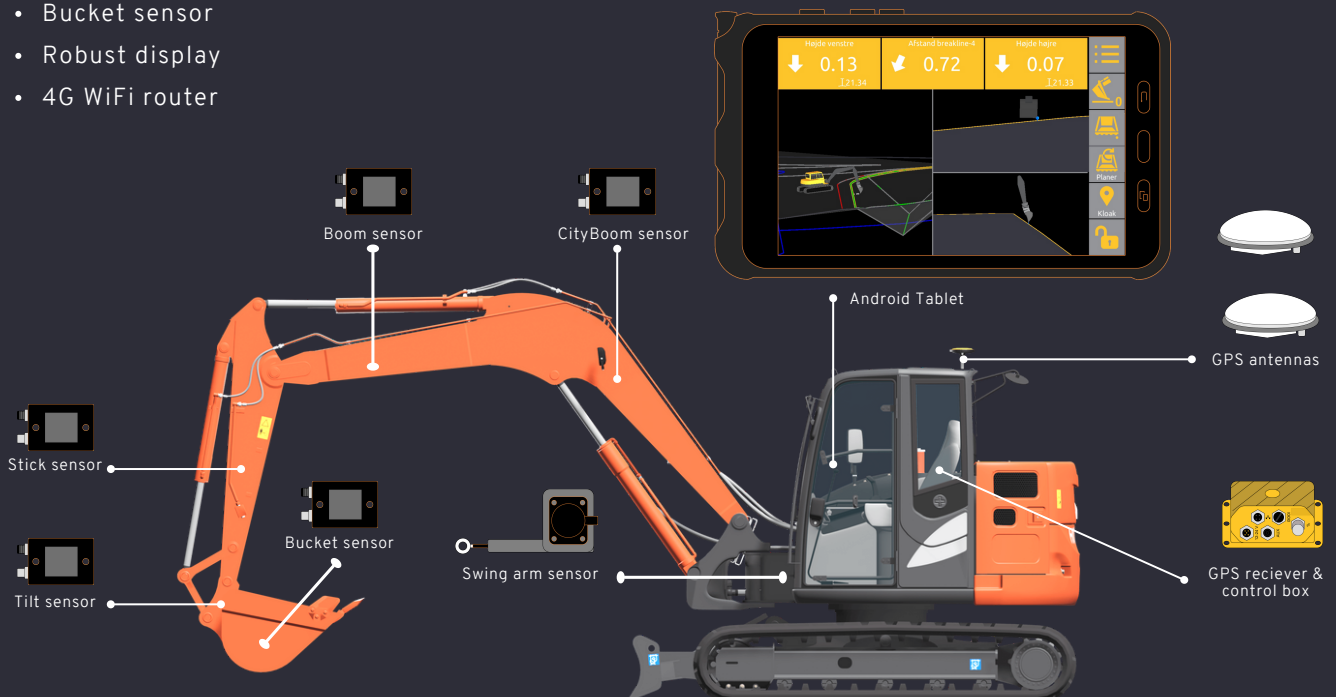 • Bucket sensor
• Robust display
• 4G WiFi router
Højde venstre
0.13
21.34
Afstand breakline-4
0.72
Højde højre
0.07
21.33
0
Planer
Kloak
Boom sensor
CityBoom sensor
Android Tablet
GPS antennas
Stick sensor
Bucket sensor
Swing arm sensor
Tilt sensor
GPS reciever &
control box